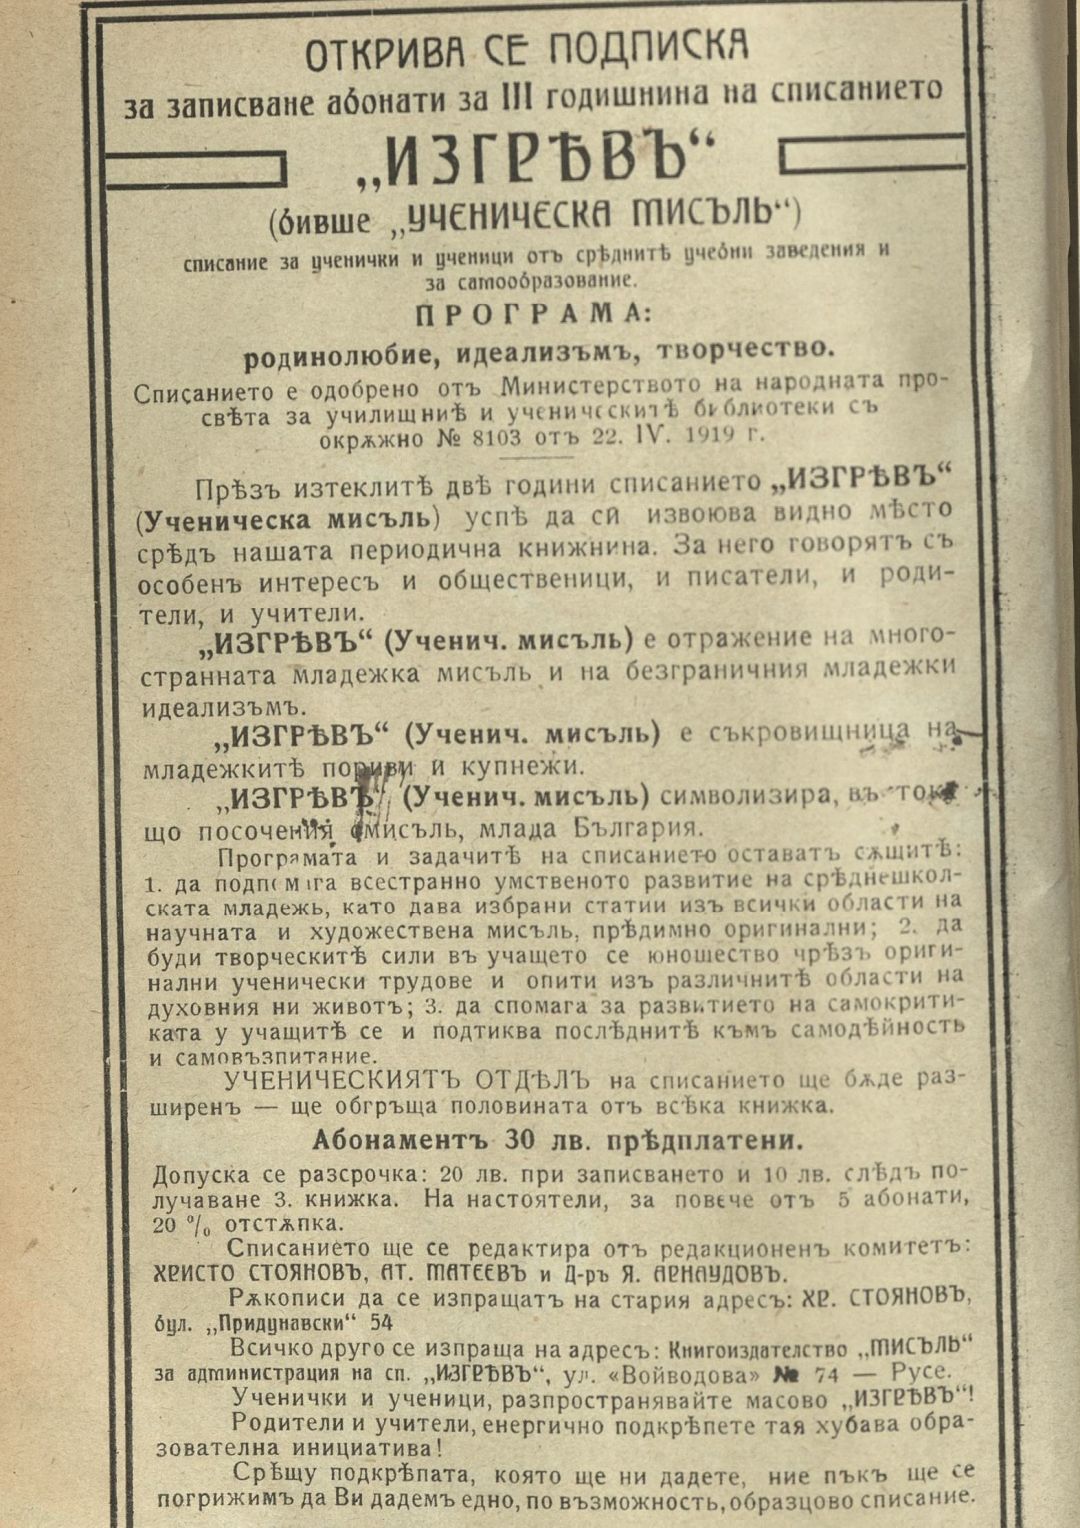 ОТКРИВА СЕ ПОДПИСКА
за записване абонати за III годишнина на списанието
„ИЗГРѢВЪ“
(бивше „УЧЕНИЧЕСКА МИСЪЛЬ“)
списание за ученички и ученици отъ срѣднитѣ учебни заведения и
за самообразование.
ПРОГРАМА:
родинолюбие, идеализъмъ, творчество.
Списанието е одобрено отъ Министерството на народната про-
свѣта за училищниѣ и ученическитѣ библиотеки съ
окрѫжно № 8103 отъ 22. IV. 1919 г.
Прѣзъ изтеклитѣ двѣ години списанието „ИЗГРѢВЪ“
(Ученическа мисъль) успѣ да си извоюва видно мѣсто
срѣдъ нашата периодична книжнина. За него говорятъ съ
особенъ интересъ и общественици, и писатели, и роди-
тели, и учители.
„ИЗГРѢВЪ“ (Ученич. мисъль) е отражение на много-
странната младежка мисъль и на безграничния младежки
идеализъмъ.
„ИЗГРѢВЪ“ (Ученич. мисъль) е съкровищница на
младежкитѣ пориви и купнежи.
„ИЗГРѢВЪ“ (Ученич. мисъль) символизира, въ токо
що посочения смисъль, млада България.
Програмата и задачитѣ на списанието оставатъ сѫщитѣ:
1. да подпомага всестранно умственото развитие на срѣднешкол-
ската младежь, като дава избрани статии изъ всички области на
научната и художествена мисъль, прѣдимно оригинални; 2. да
буди творческитѣ сили въ учащето се юношество чрѣзъ ориги-
нални ученически трудове и опити изъ различнитѣ области на
духовния ни животъ; 3. да спомага за развитието на самокрити-
ката у учащитѣ се и подтиква послѣднитѣ къмъ самодѣйность
и самовъзпитание.
УЧЕНИЧЕСКИЯТЪ ОТДѢЛЪ на списанието ще бѫде раз-
ширенъ — ще обгръща половината отъ всѣка книжка.
Абонаментъ 30 лв. прѣдплатени.
Допуска се разсрочка: 20 лв. при записването и 10 лв. слѣдъ по-
лучаване 3. книжка. На настоятели, за повече отъ 5 абонати,
20 % отстѫпка.
Списанието ще се редактира отъ редакционенъ комитетъ:
ХРИСТО СТОЯНОВЪ, АТ. МАТЕЕВЪ и Д-ръ Я. АРНАУДОВЪ.
Рѫкописи да се изпращатъ на стария адресъ: ХР. СТОЯНОВЪ,
бул. „Придунавски“ 54
Всичко друго се изпраща на адресъ: Книгоиздателство „МИСЪЛЬ“
за администрация на сп. „ИЗГРѢВЪ“, ул. «Войводова» № 74 — Русе.
Ученички и ученици, разпространявайте масово „ИЗГРѢВЪ“!
Родители и учители, енергично подкрѣпете тая хубава обра-
зователна инициатива!
Срѣщу подкрѣпата, която ще ни дадете, ние пъкъ ще се
погрижимъ да Ви дадемъ едно, по възможность, образцово списание.